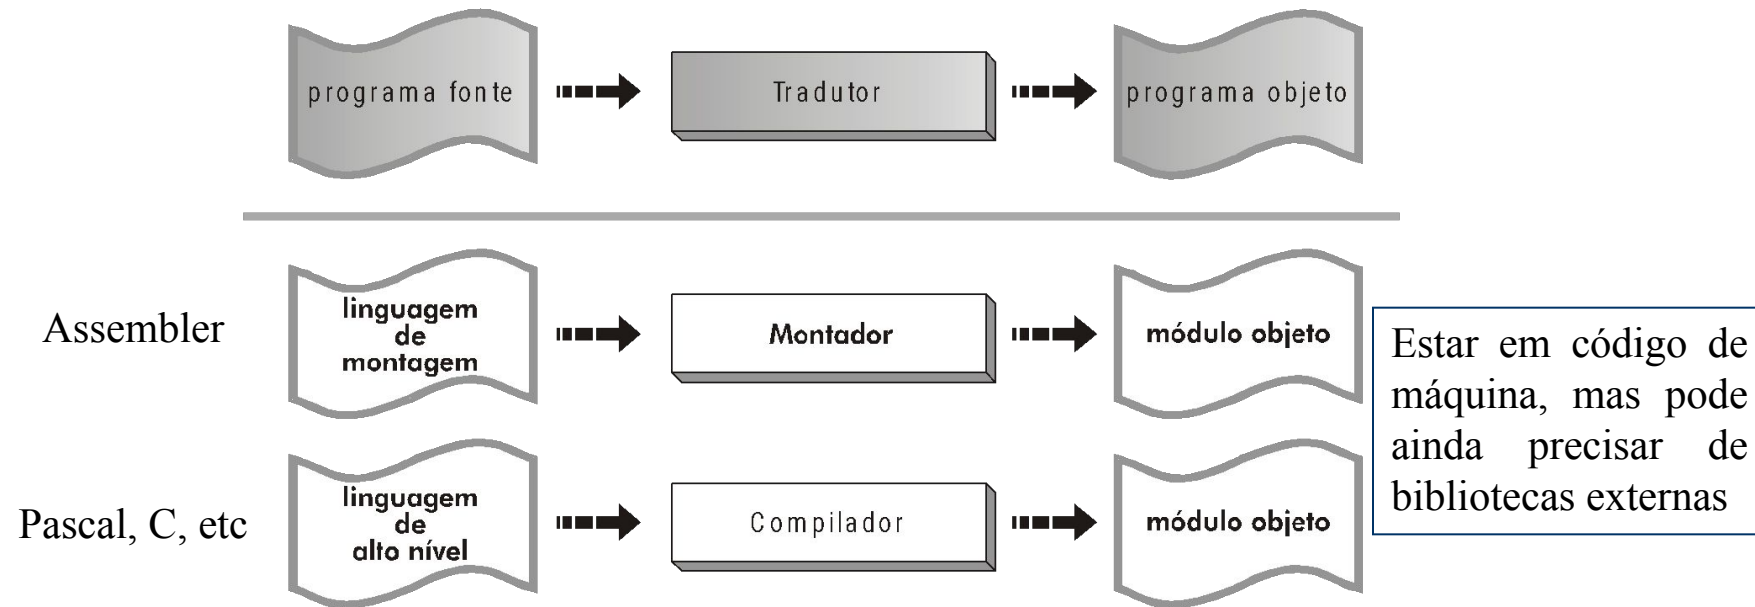 programa fonte
Tradutor
programa objeto
Assembler
linguagem
de
montagem
Montador
módulo objeto
Estar em código de
máquina, mas pode
ainda precisar de
bibliotecas externas
Pascal, C, etc
linguagem
de
alto nível
Compilador
módulo objeto